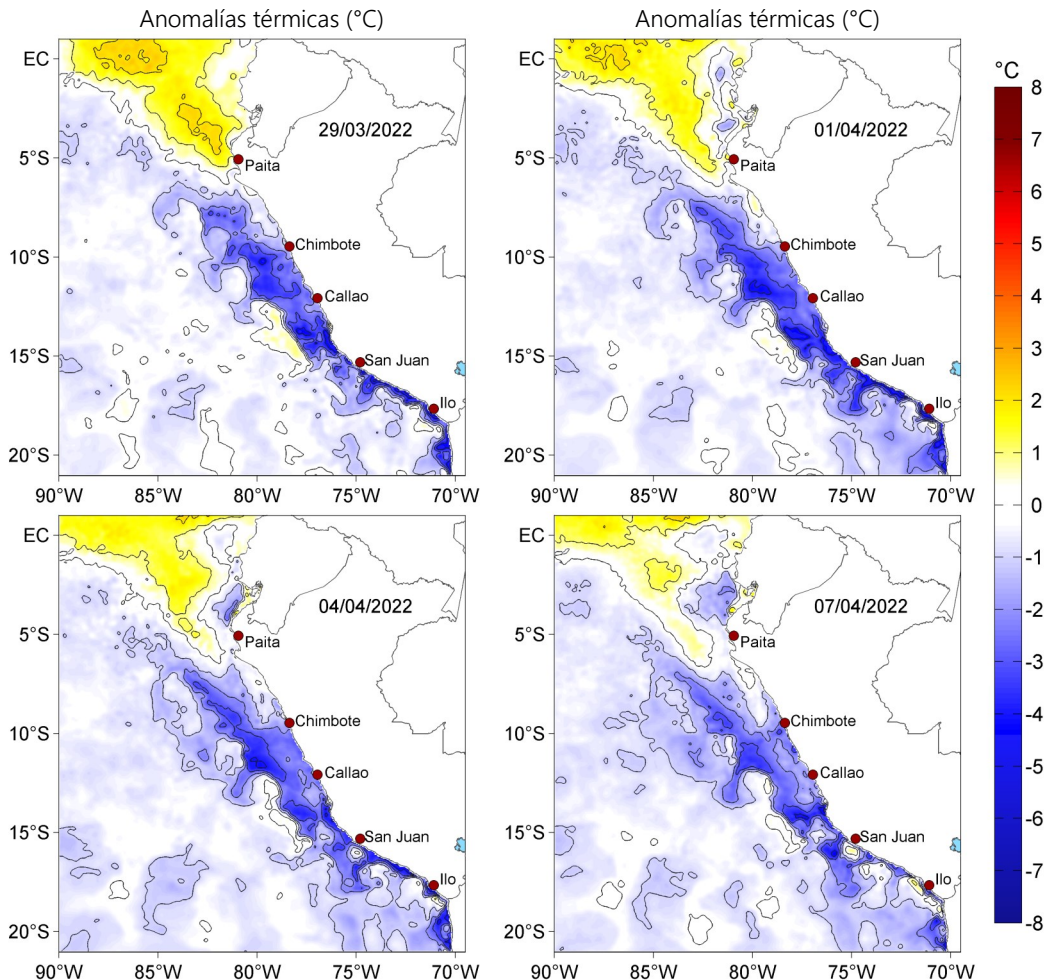 Anomalías térmicas (°C)
Anomalías térmicas (°C)
EC
5°S
10°S
15°S
20°S
90°W 85°W 80°W 75°W 70°W
29/03/2022
Paita
Chimbote
Callao
San Juan
Ilo
EC
5°S
10°S
15°S
20°S
90°W 85°W 80°W 75°W 70°W
01/04/2022
Paita
Chimbote
Callao
San Juan
Ilo
EC
5°S
10°S
15°S
20°S
90°W 85°W 80°W 75°W 70°W
04/04/2022
Paita
Chimbote
Callao
San Juan
Ilo
EC
5°S
10°S
15°S
20°S
90°W 85°W 80°W 75°W 70°W
07/04/2022
Paita
Chimbote
Callao
San Juan
Ilo
°C
8
7
6
5
4
3
2
1
0
-1
-2
-3
-4
-5
-6
-7
-8